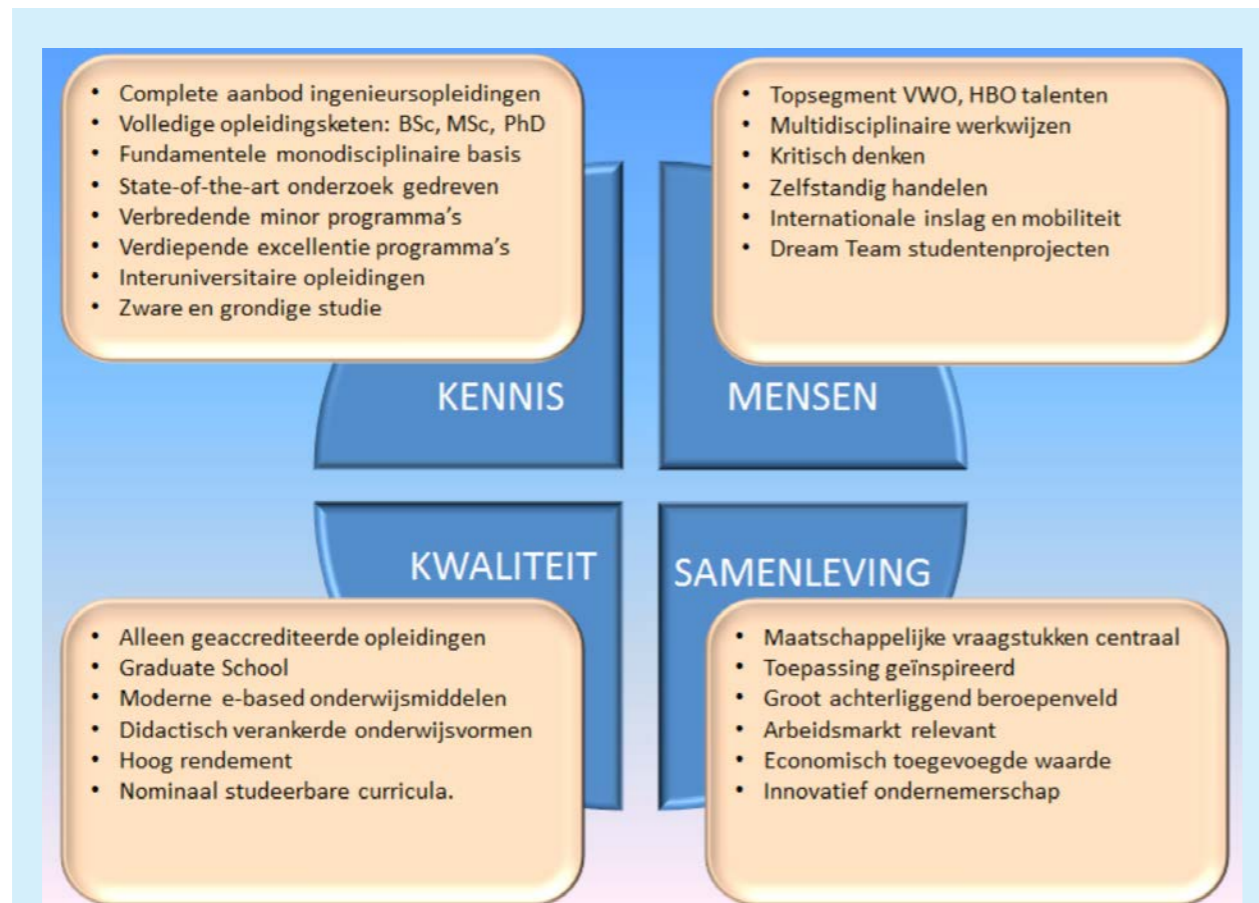 • Complete aanbod ingenieursopleidingen
• Volledige opleidingsketen: BSc, MSc, PhD
• Fundamentele monodisciplinaire basis
• State-of-the-art onderzoek gedreven
• Verbredende minor programma's
• Verdiepende excellentie programma's
• Interuniversitaire opleidingen
• Zware en grondige studie
KENNIS
• Topsegment VWO, HBO talenten
• Multidisciplinaire werkwijzen
• Kritisch denken
• Zelfstandig handelen
• Internationale inslag en mobiliteit
• Dream Team studentenprojecten
MENSEN
KWALITEIT
• Alleen geaccrediteerde opleidingen
• Graduate School
• Moderne e-based onderwijsmiddelen
• Didactisch verankerde onderwijsvormen
• Hoog rendement
• Nominaal studeerbare curricula.
SAMENLEVING
• Maatschappelijke vraagstukken centraal
• Toepassing geïnspireerd
• Groot achterliggend beroepenveld
• Arbeidsmarkt relevant
• Economisch toegevoegde waarde
• Innovatief ondernemerschap